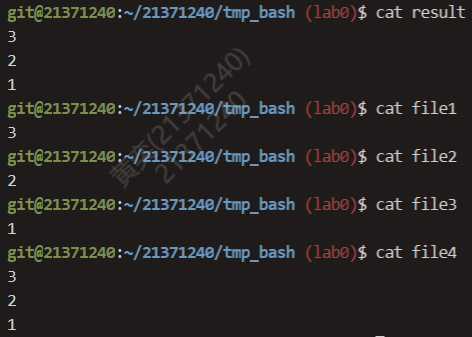 git@21371240:~/21371240/tmp_bash (lab0)$ cat result
3
2
1
git@21371240:~/21371240/tmp_bash (lab0)$ cat file1
3
git@21371240:~/21371240/tmp_bash (lab0)$ cat file2
2
git@21371240:~/21371240/tmp_bash (lab0)$ cat file3
1
git@21371240:~/21371240/tmp_bash (lab0)$ cat file4
3
2
1
(21371240)
21371240